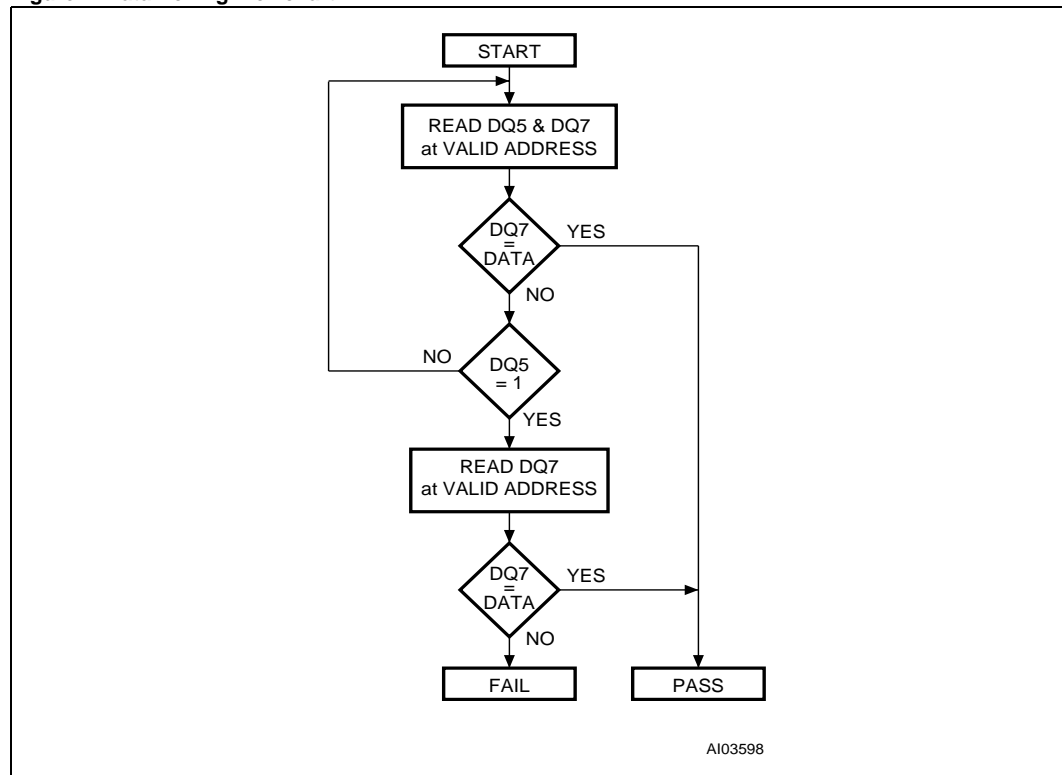 START
READ DQ5 & DQ7
at VALID ADDRESS
DQ7
=
DATA
YES
NO
DQ5
= 1
NO
YES
READ DQ7
at VALID ADDRESS
DQ7
=
DATA
YES
NO
FAIL
PASS
AI03598